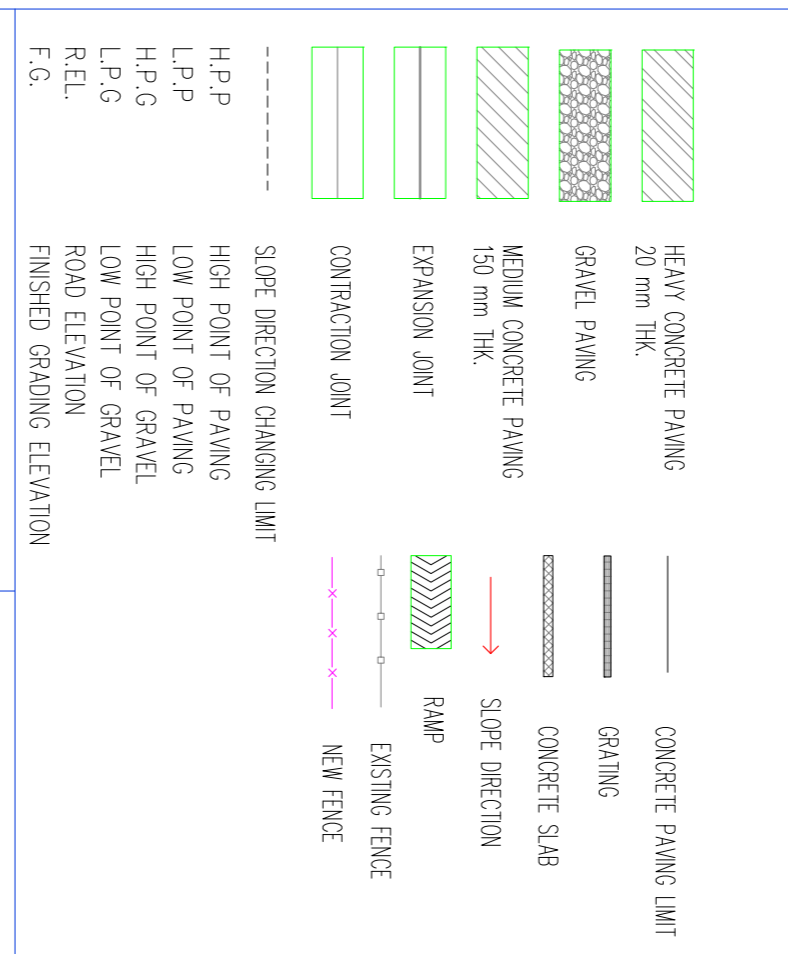 HEAVY CONCRETE PAVING
20 mm THK.
GRAVEL PAVING
MEDIUM CONCRETE PAVING
150 mm THK.
EXPANSION JOINT
CONTRACTION JOINT
SLOPE DIRECTION CHANGING LIMIT
H.P.P HIGH POINT OF PAVING
L.P.P LOW POINT OF PAVING
H.P.G HIGH POINT OF GRAVEL
L.P.G LOW POINT OF GRAVEL
R.EL. ROAD ELEVATION
F.G. FINISHED GRADING ELEVATION
CONCRETE PAVING LIMIT
GRATING
CONCRETE SLAB
SLOPE DIRECTION
RAMP
EXISTING FENCE
NEW FENCE